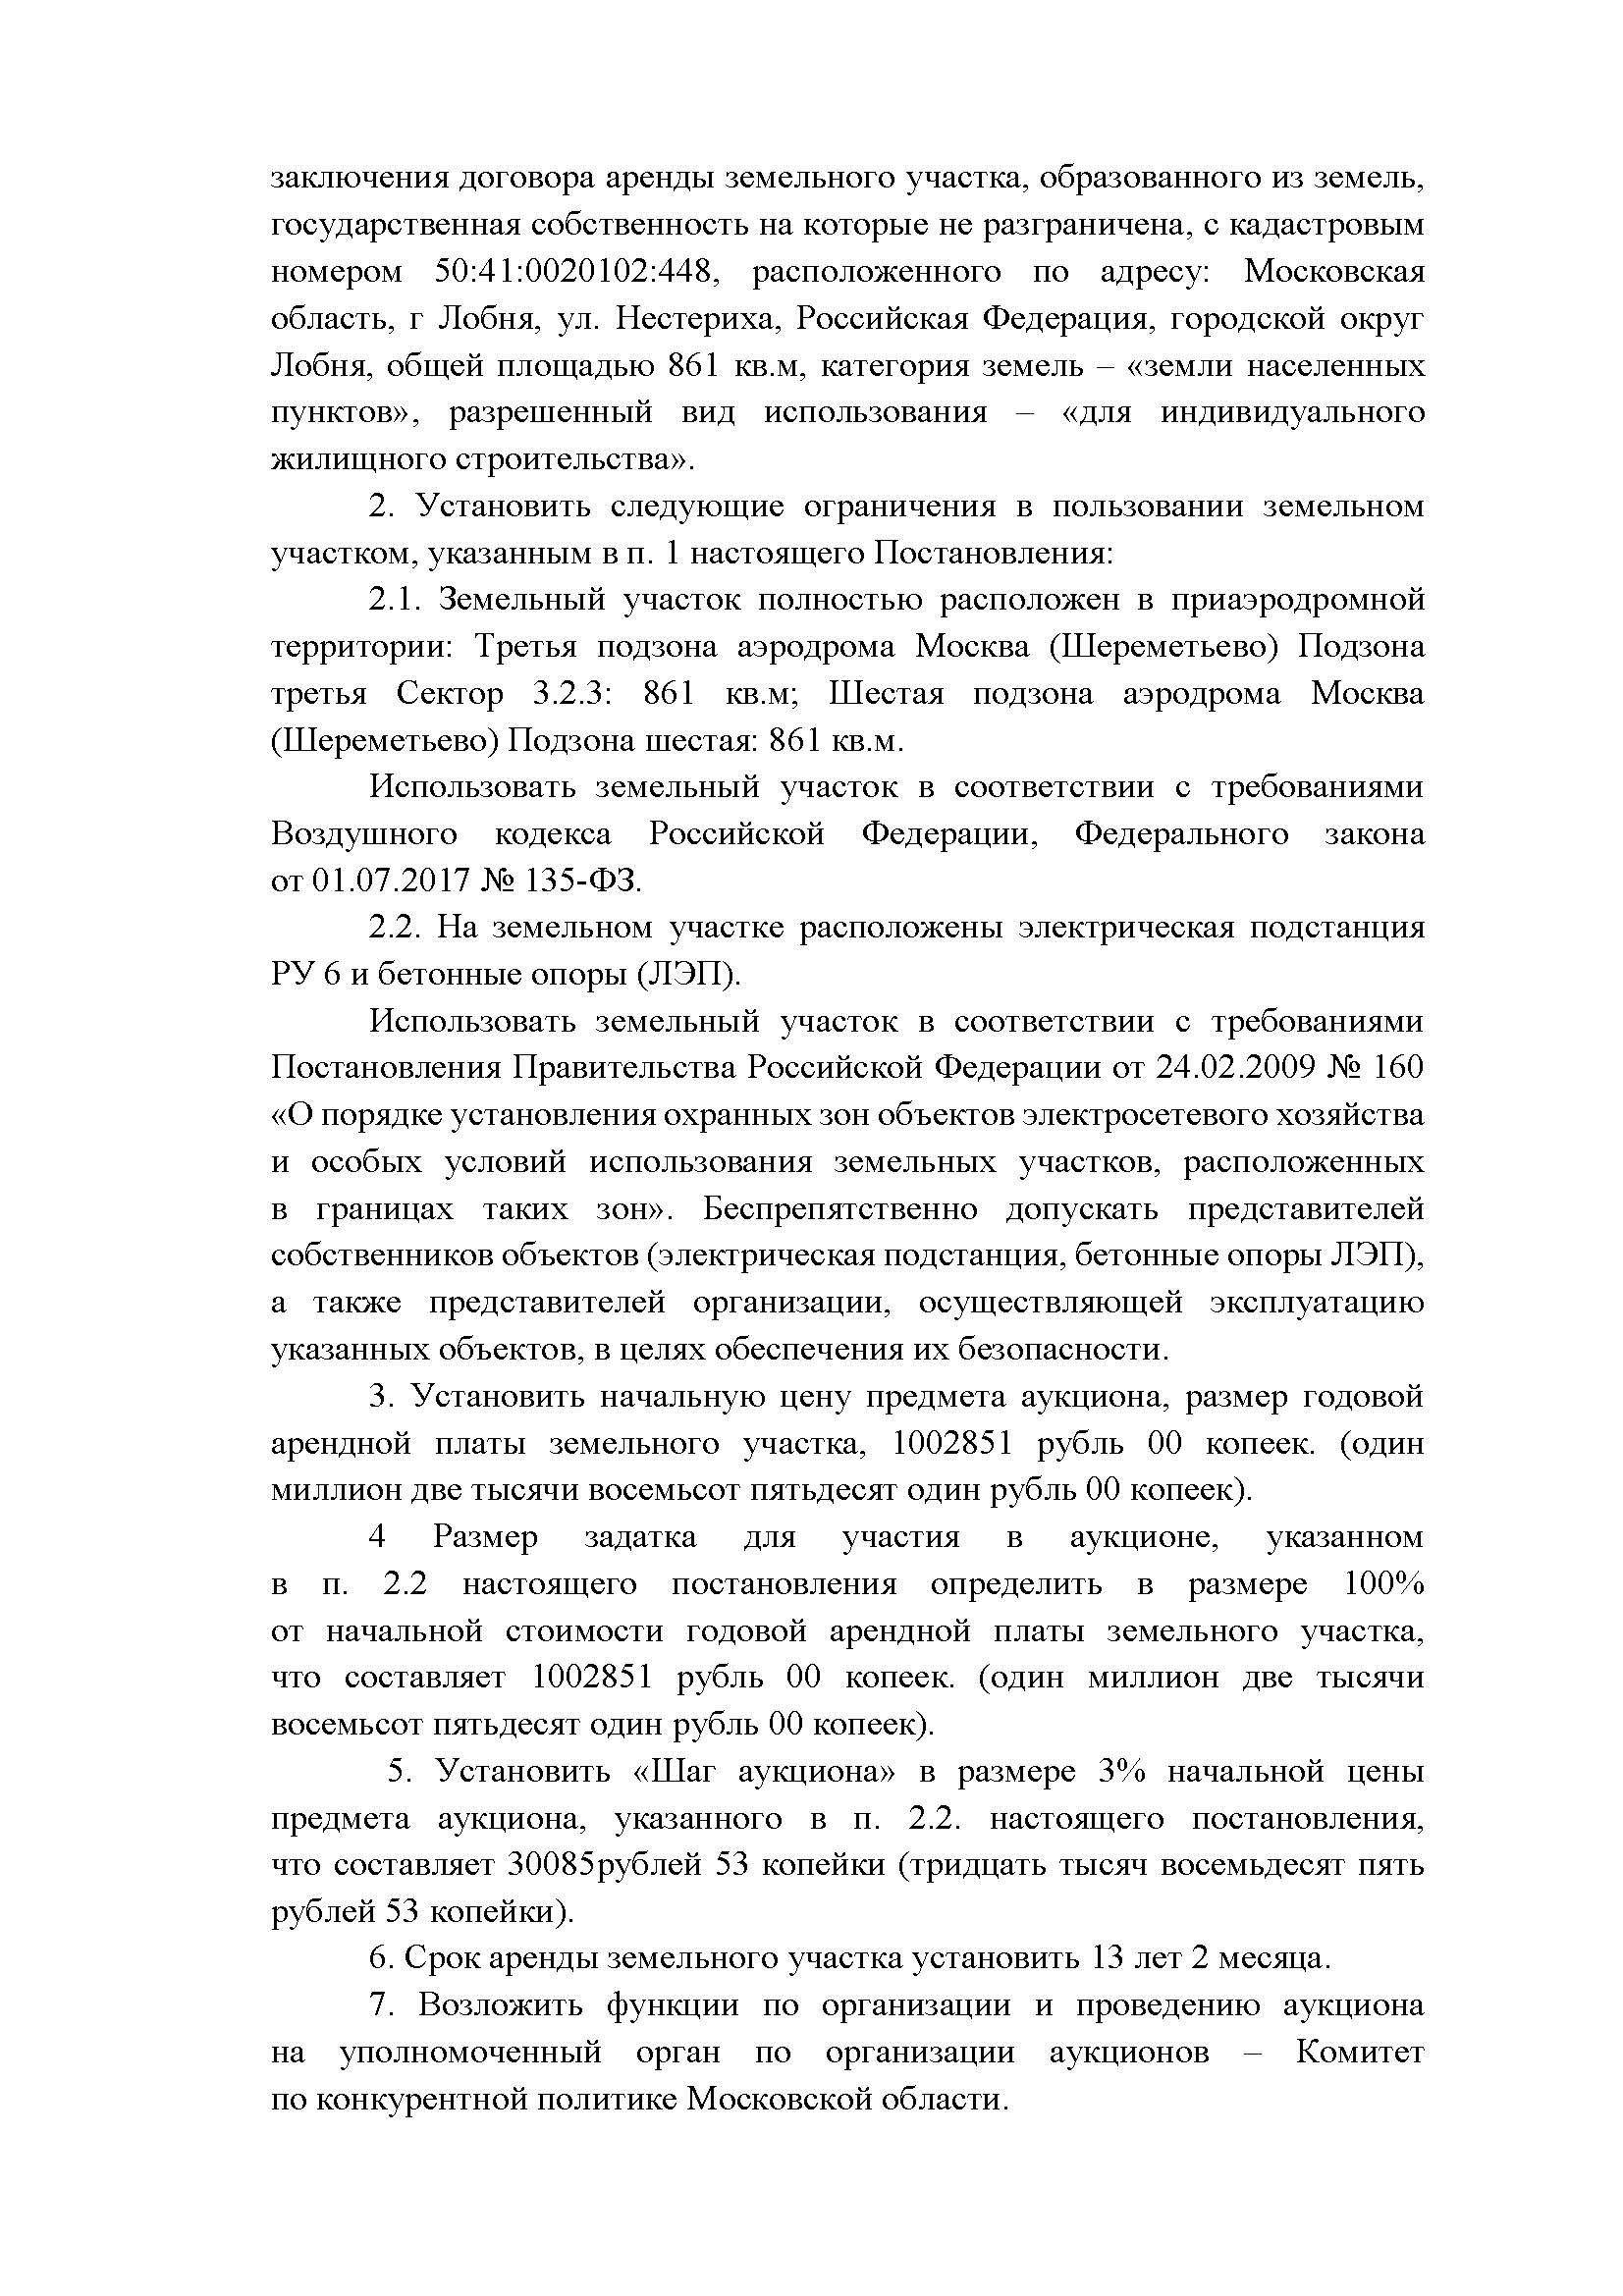 заключения договора аренды земельного участка, образованного из земель,
государственная собственность на которые не разграничена, с кадастровым
номером 50:41:0020102:448, расположенного по адресу: Московская
область, г Лобня, ул. Нестериха, Российская Федерация, городской округ
Лобня, общей площадью 861 кв.м, категория земель – «земли населенных
пунктов», разрешенный вид использования – «для индивидуального
жилищного строительства».
2. Установить следующие ограничения в пользовании земельном
участком, указанным в п. 1 настоящего Постановления:
2.1. Земельный участок полностью расположен в приаэродромной
территории: Третья подзона аэродрома Москва (Шереметьево) Подзона
третья Сектор 3.2.3: 861 кв.м; Шестая подзона аэродрома Москва
(Шереметьево) Подзона шестая: 861 кв.м.
Использовать земельный участок в соответствии с требованиями
Воздушного кодекса Российской Федерации, Федерального закона
от 01.07.2017 № 135-ФЗ.
2.2. На земельном участке расположены электрическая подстанция
РУ 6 и бетонные опоры (ЛЭП).
Использовать земельный участок в соответствии с требованиями
Постановления Правительства Российской Федерации от 24.02.2009 № 160
«О порядке установления охранных зон объектов электросетевого хозяйства
и особых условий использования земельных участков, расположенных
в границах таких зон». Беспрепятственно допускать представителей
собственников объектов (электрическая подстанция, бетонные опоры ЛЭП),
а также представителей организации, осуществляющей эксплуатацию
указанных объектов, в целях обеспечения их безопасности.
3. Установить начальную цену предмета аукциона, размер годовой
арендной платы земельного участка, 1002851 рубль 00 копеек. (один
миллион две тысячи восемьсот пятьдесят один рубль 00 копеек).
4 Размер задатка для участия в аукционе, указанном
в п. 2.2 настоящего постановления определить в размере 100%
от начальной стоимости годовой арендной платы земельного участка,
что составляет 1002851 рубль 00 копеек. (один миллион две тысячи
восемьсот пятьдесят один рубль 00 копеек).
5. Установить «Шаг аукциона» в размере 3% начальной цены
предмета аукциона, указанного в п. 2.2. настоящего постановления,
что составляет 30085рублей 53 копейки (тридцать тысяч восемьдесят пять
рублей 53 копейки).
6. Срок аренды земельного участка установить 13 лет 2 месяца.
7. Возложить функции по организации и проведению аукциона
на уполномоченный орган по организации аукционов – Комитет
по конкурентной политике Московской области.